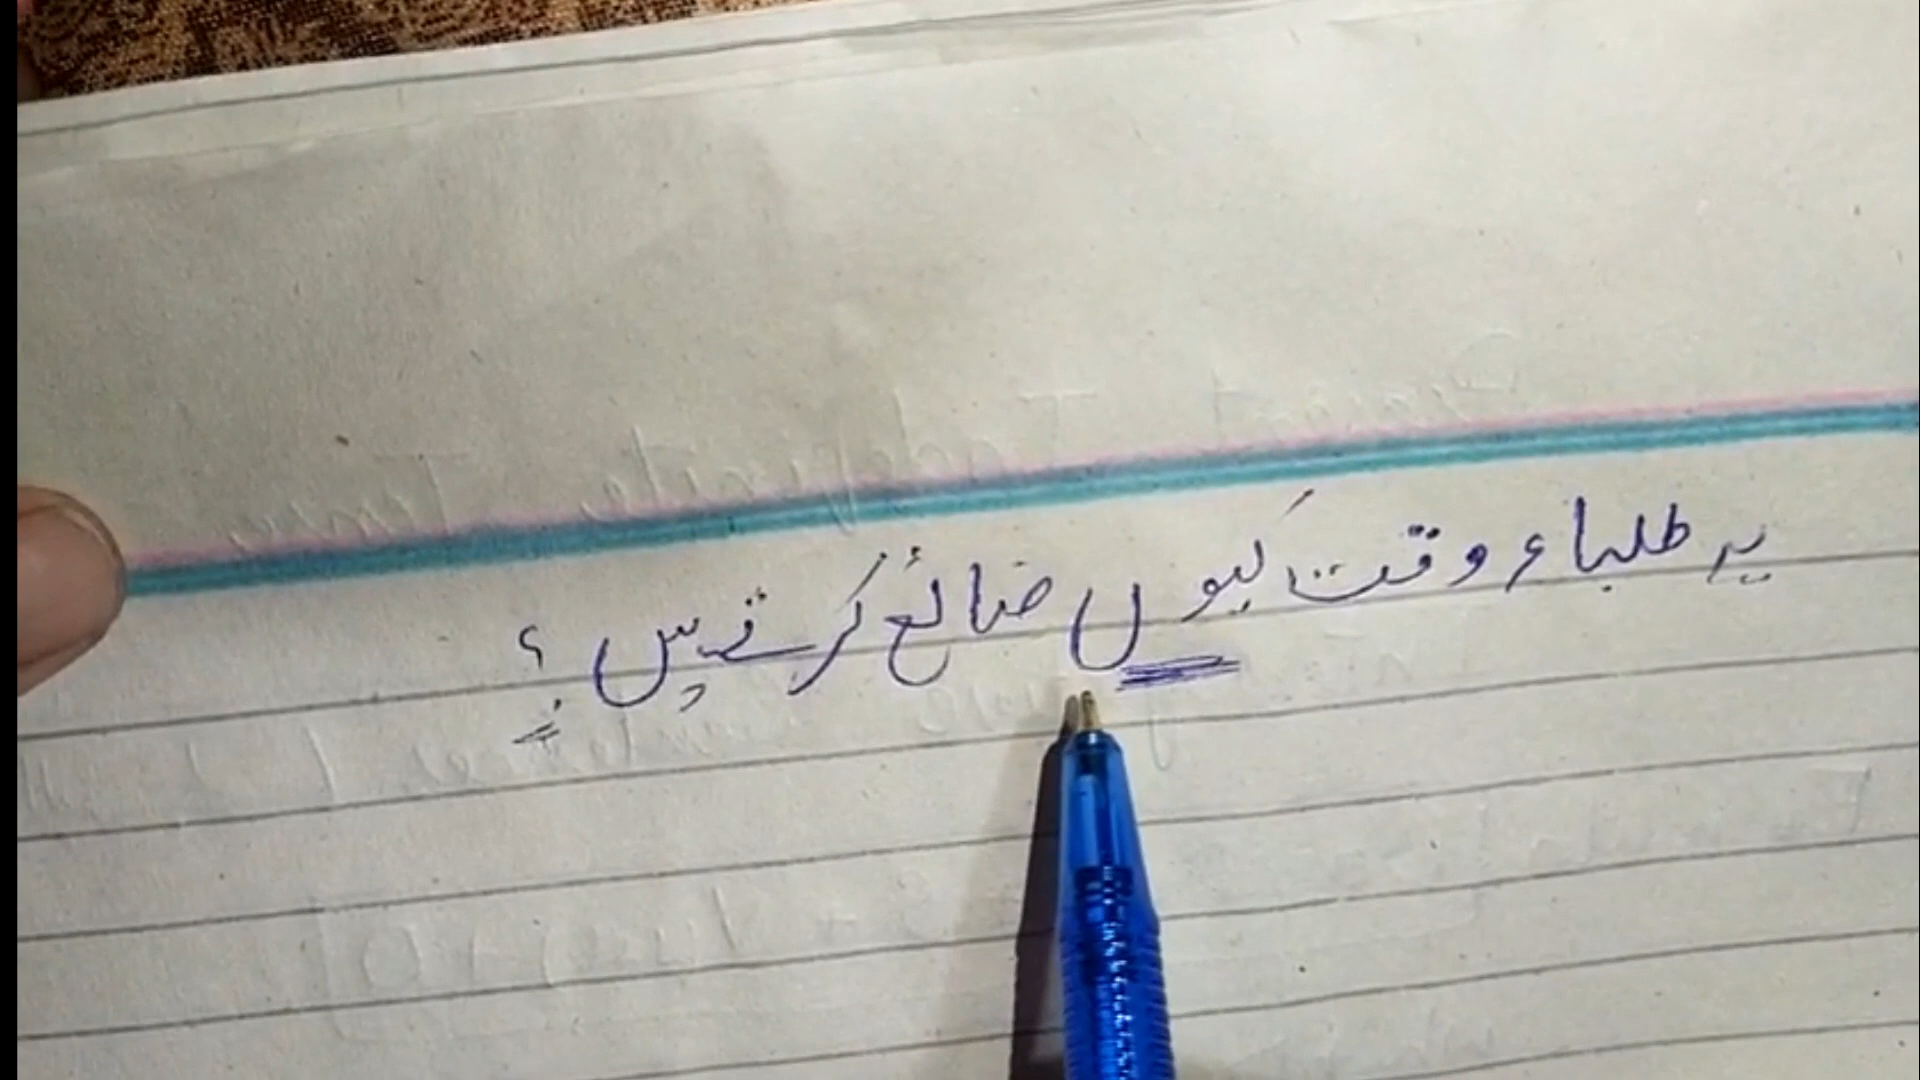 یہ طلباء وقت کیوں ضائع کرتے ہیں ؟